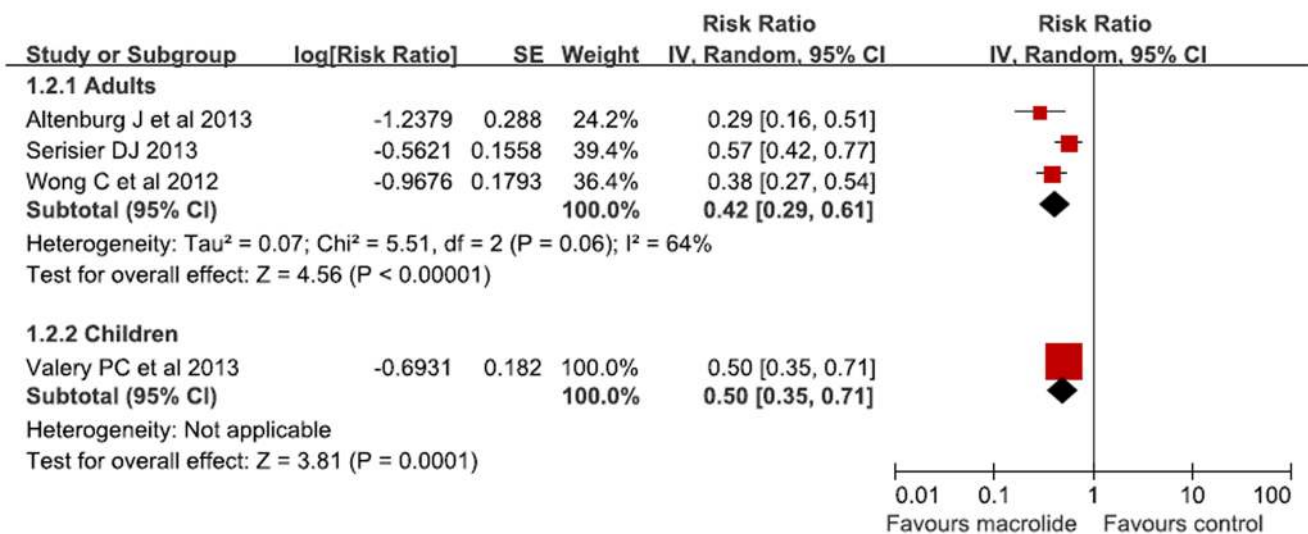 Risk Ratio Risk Ratio
Study or Subgroup log[Risk Ratio] SE Weight IV, Random, 95% CI IV, Random, 95% CI
1.2.1 Adults
Altenburg J et al 2013 -1.2379 0.288 24.2% 0.29 [0.16, 0.51]
Serisier DJ 2013 -0.5621 0.1558 39.4% 0.57 [0.42, 0.77]
Wong C et al 2012 -0.9676 0.1793 36.4% 0.38 [0.27, 0.54]
Subtotal (95% CI) 100.0% 0.42 [0.29, 0.61]
Heterogeneity: Tau² = 0.07; Chi² = 5.51, df = 2 (P = 0.06); I² = 64%
Test for overall effect: Z = 4.56 (P < 0.00001)
1.2.2 Children
Valery PC et al 2013 -0.6931 0.182 100.0% 0.50 [0.35, 0.71]
Subtotal (95% CI) 100.0% 0.50 [0.35, 0.71]
Heterogeneity: Not applicable
Test for overall effect: Z = 3.81 (P = 0.0001)
0.01 0.1 1 10 100
Favours macrolide Favours control